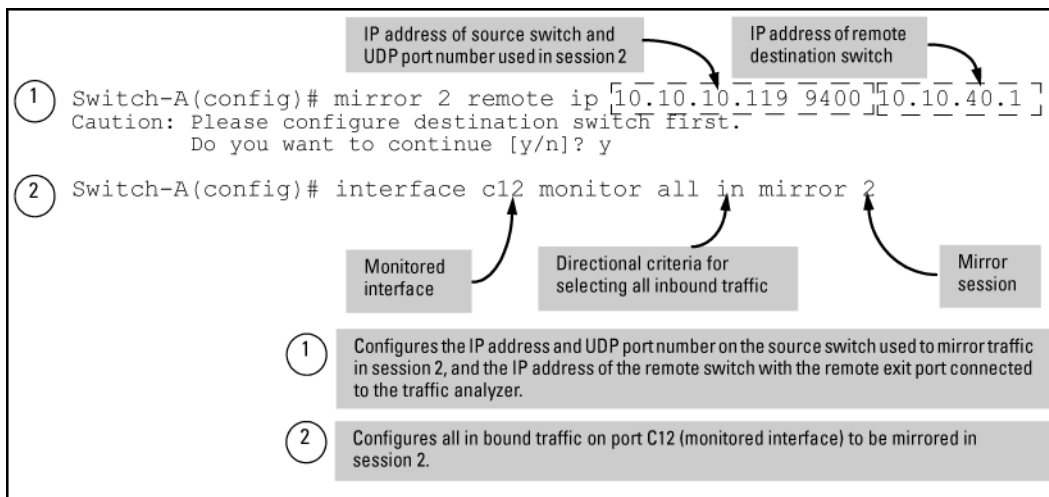 IP address of source switch and
UDP port number used in session 2
IP address of remote
destination switch
1
Switch-A(config)# mirror 2 remote ip 10.10.10.119 9400 10.10.40.1
Caution: Please configure destination switch first.
Do you want to continue [y/n]? y
2
Switch-A(config)# interface c12 monitor all in mirror 2
Monitored
interface
Directional criteria for
selecting all inbound traffic
Mirror
session
1
Configures the IP address and UDP port number on the source switch used to mirror traffic
in session 2, and the IP address of the remote switch with the remote exit port connected
to the traffic analyzer.
2
Configures all in bound traffic on port C12 (monitored interface) to be mirrored in
session 2.